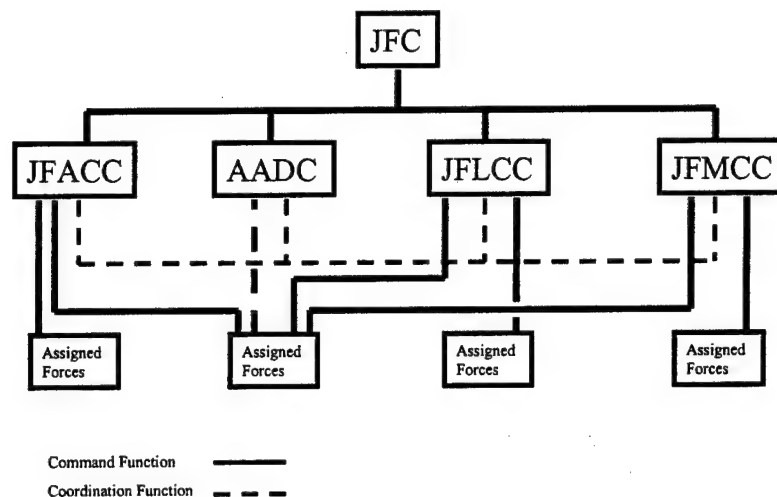 JFC
JFACC
AADC
JFLCC
JFMCC
Assigned
Forces
Assigned
Forces
Assigned
Forces
Assigned
Forces
Command Function
Coordination Function